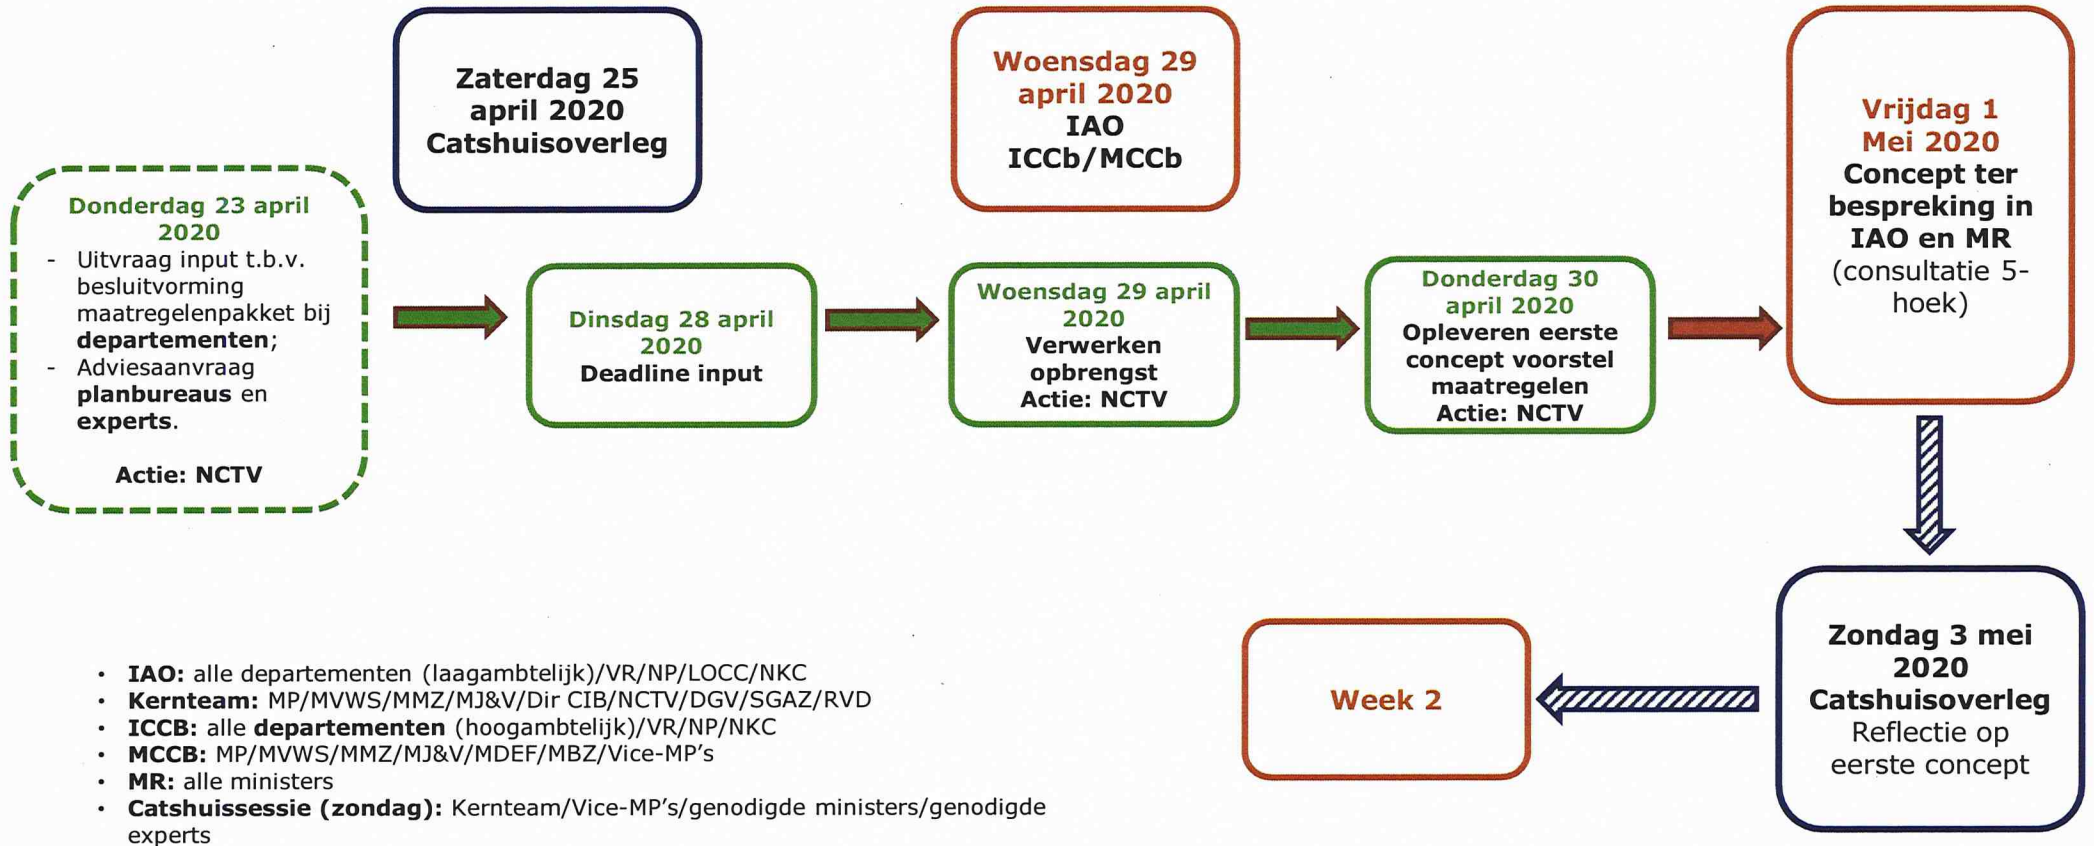 Zaterdag 25
april 2020
Catshuisoverleg
Woensdag 29
april 2020
IAO
ICCb/MCCb
Vrijdag 1
Mei 2020
Concept ter
bespreking in
IAO en MR
(consultatie 5-
hoek)
Donderdag 23 april
2020
- Uitvraag input t.b.v.
besluitvorming
maatregelenpakket bij
departementen;
- Adviesaanvraag
planbureaus en
experts.
Actie: NCTV
Dinsdag 28 april
2020
Deadline input
Woensdag 29 april
2020
Verwerken
opbrengst
Actie: NCTV
Donderdag 30
april 2020
Opleveren eerste
concept voorstel
maatregelen
Actie: NCTV
Zondag 3 mei
2020
Catshuisoverleg
Reflectie op
eerste concept
Week 2
• IAO: alle departementen (laagambtelijk)/VR/NP/LOCC/NKC
• Kernteam: MP/MVWS/MMZ/MJ&V/Dir CIB/NCTV/DGV/SGAZ/RVD
• ICCB: alle departementen (hoogambtelijk)/VR/NP/NKC
• MCCB: MP/MVWS/MMZ/MJ&V/MDEF/MBZ/Vice-MP's
• MR: alle ministers
• Catshuissessie (zondag): Kernteam/Vice-MP's/genodigde ministers/genodigde
experts